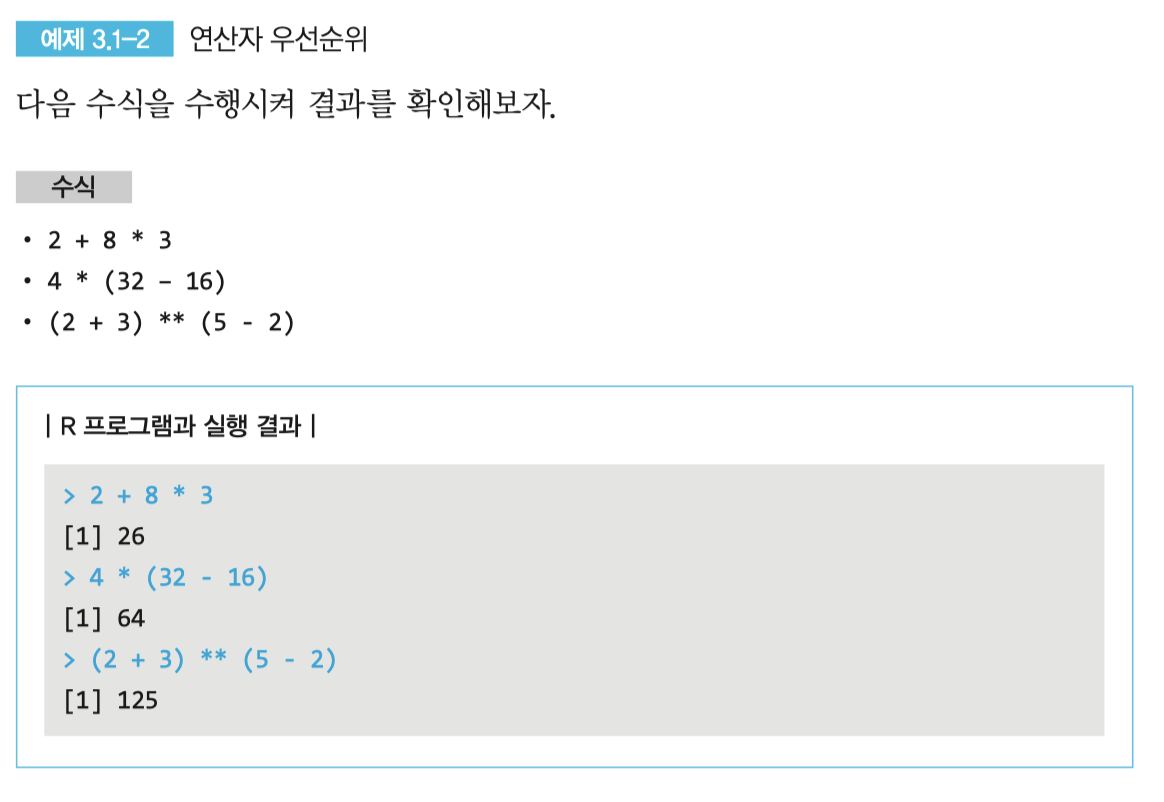 예제 3.1-2 연산자 우선순위
다음 수식을 수행시켜 결과를 확인해보자.
수식
• 2 + 8 * 3
• 4 * (32 – 16)
• (2 + 3) ** (5 - 2)
| R 프로그램과 실행 결과 |
> 2 + 8 * 3
[1] 26
> 4 * (32 - 16)
[1] 64
> (2 + 3) ** (5 - 2)
[1] 125